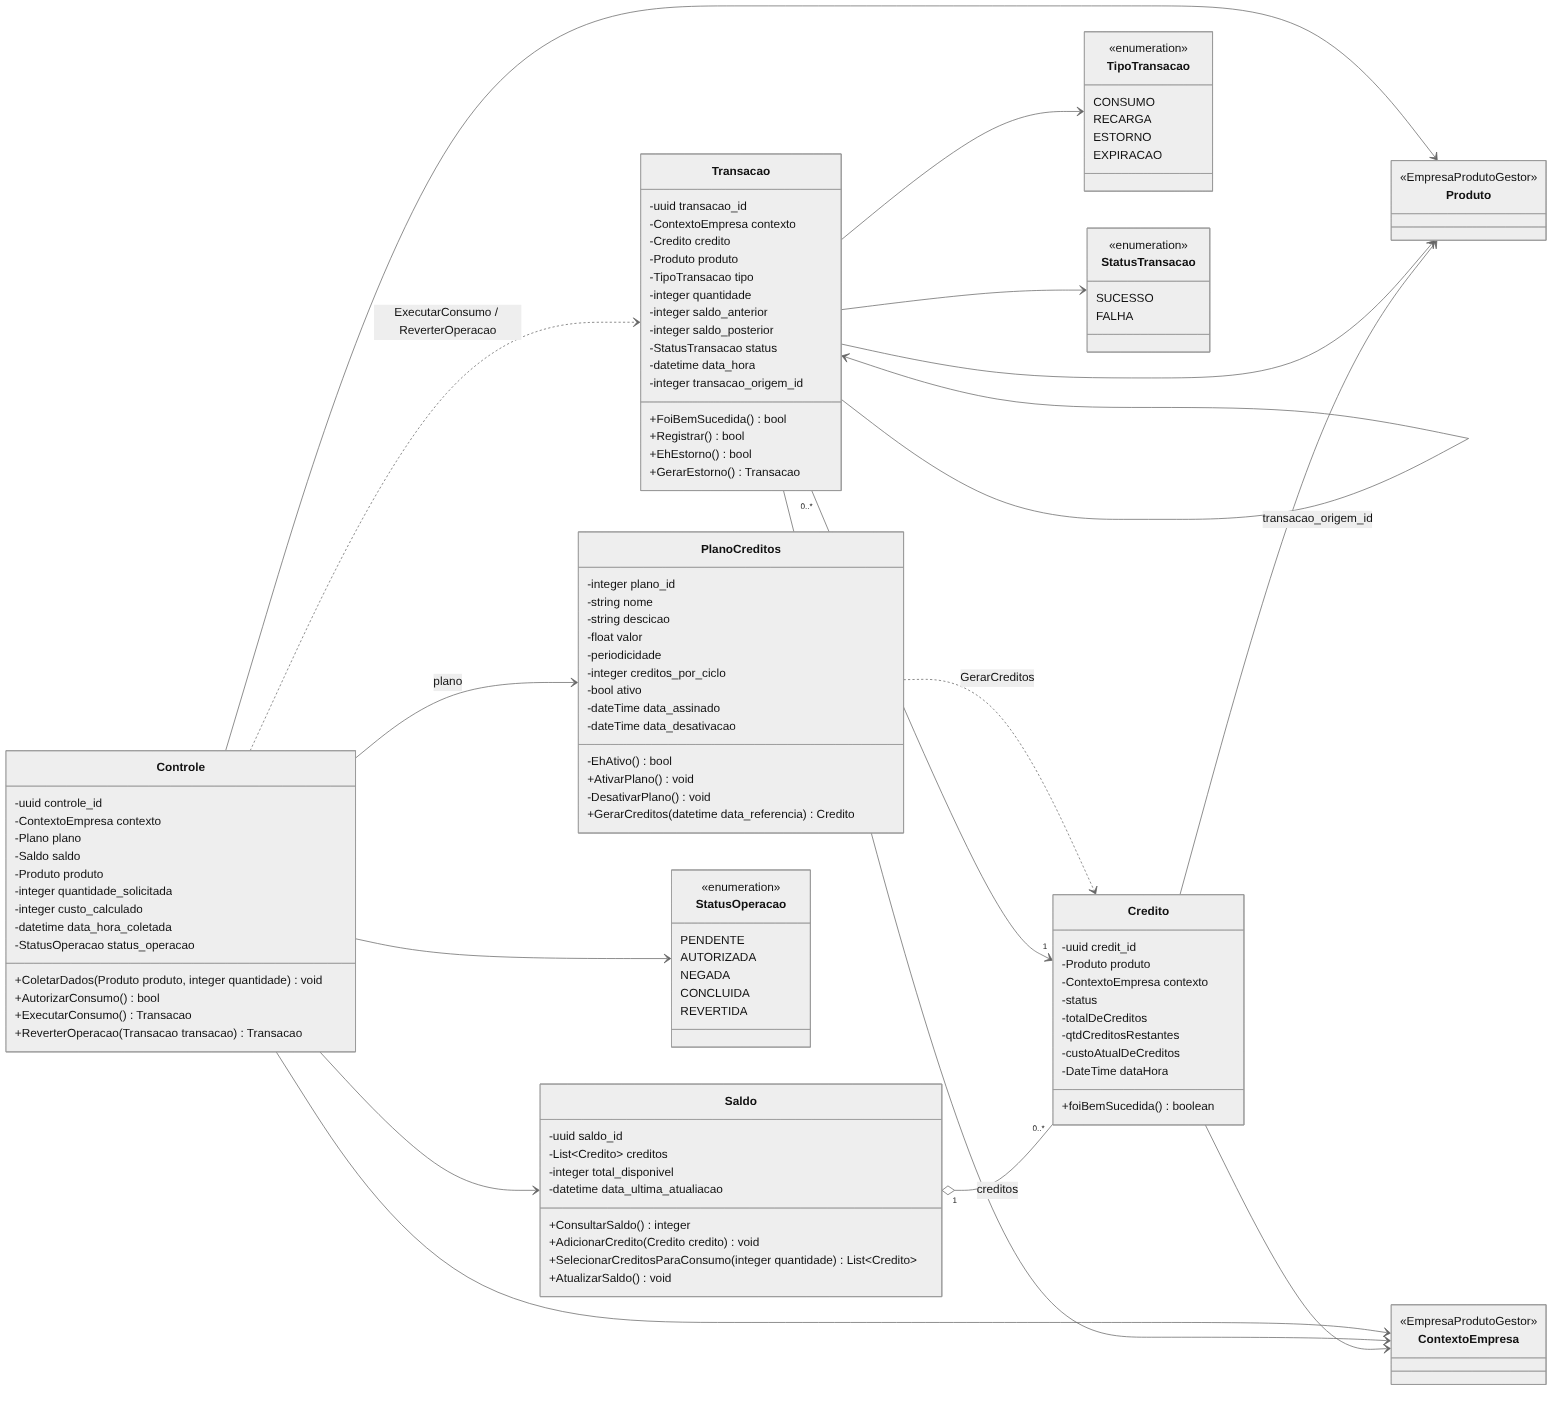 «enumeration»
TipoTransacao
CONSUMO
RECARGA
ESTORNO
EXPIRACAO
Transacao
-uuid transacao_id
-ContextoEmpresa contexto
-Credito credito
-Produto produto
-TipoTransacao tipo
-integer quantidade
-integer saldo_anterior
-integer saldo_posterior
-StatusTransacao status
-datetime data_hora
-integer transacao_origem_id
+FoiBemSucedida() : bool
+Registrar() : bool
+EhEstorno() : bool
+GerarEstorno() : Transacao
«EmpresaProdutoGestor»
Produto
«enumeration»
StatusTransacao
SUCESSO
FALHA
ExecutarConsumo /
ReverterOperacao
0..*
transacao_origem_id
PlanoCreditos
-integer plano_id
-string nome
-string descicao
-float valor
-periodicidade
-integer creditos_por_ciclo
-bool ativo
-dateTime data_assinado
-dateTime data_desativacao
-EhAtivo() : bool
+AtivarPlano() : void
-DesativarPlano() : void
+GerarCreditos(datetime data_referencia) : Credito
plano
GerarCreditos
Controle
-uuid controle_id
-ContextoEmpresa contexto
-Plano plano
-Saldo saldo
-Produto produto
-integer quantidade_solicitada
-integer custo_calculado
-datetime data_hora_coletada
-StatusOperacao status_operacao
+ColetarDados(Produto produto, integer quantidade) : void
+AutorizarConsumo() : bool
+ExecutarConsumo() : Transacao
+ReverterOperacao(Transacao transacao) : Transacao
«enumeration»
StatusOperacao
PENDENTE
AUTORIZADA
NEGADA
CONCLUIDA
REVERTIDA
1
Credito
-uuid credit_id
-Produto produto
-ContextoEmpresa contexto
-status
-totalDeCreditos
-qtdCreditosRestantes
-custoAtualDeCreditos
-DateTime dataHora
+foiBemSucedida() : boolean
0..*
Saldo
-uuid saldo_id
-List<Credito> creditos
-integer total_disponivel
-datetime data_ultima_atualiacao
+ConsultarSaldo() : integer
+AdicionarCredito(Credito credito) : void
+SelecionarCreditosParaConsumo(integer quantidade) : List<Credito>
+AtualizarSaldo() : void
1
creditos
«EmpresaProdutoGestor»
ContextoEmpresa